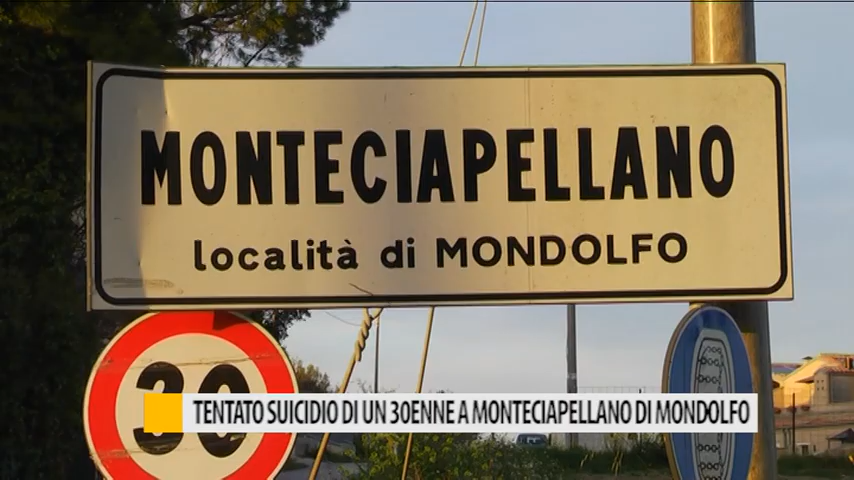 MONTECIAPELLANO
località di MONDOLFO
30
TENTATO SUICIDIO DI UN 30ENNE A MONTECIAPELLANO DI MONDOLFO